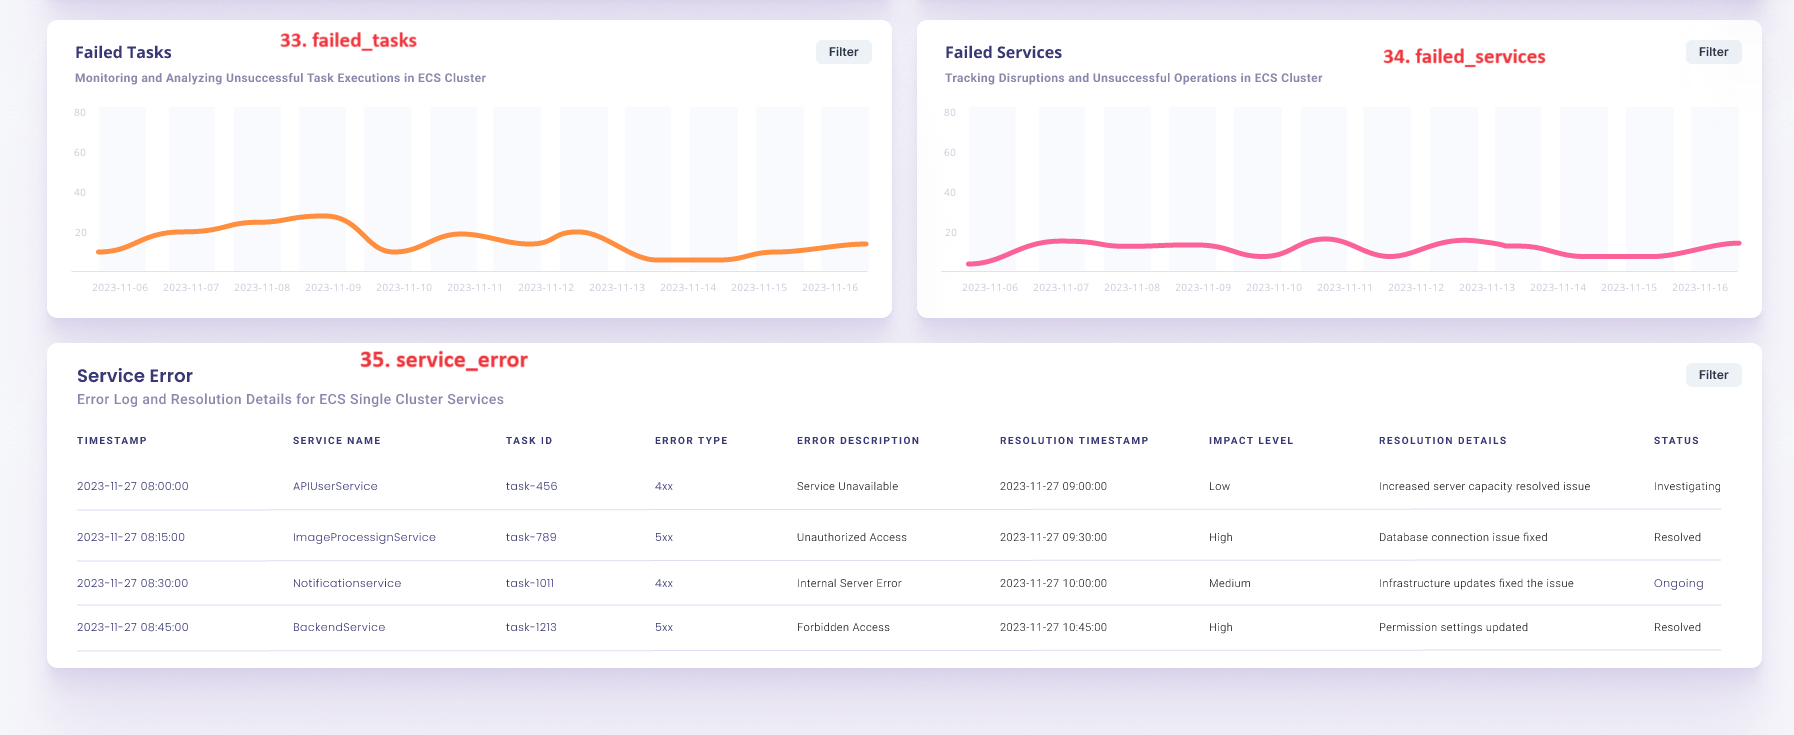 33. failed_tasks
Failed Tasks
Filter
Monitoring and Analyzing Unsuccessful Task Executions in ECS Cluster
80
60
40
20
2023-11-06 2023-11-07 2023-11-08 2023-11-09 2023-11-10 2023-11-11 2023-11-12 2023-11-13 2023-11-14 2023-11-15 2023-11-16
34. failed_services
Failed Services
Filter
Tracking Disruptions and Unsuccessful Operations in ECS Cluster
80
60
40
20
2023-11-06 2023-11-07 2023-11-08 2023-11-09 2023-11-10 2023-11-11 2023-11-12 2023-11-13 2023-11-14 2023-11-15 2023-11-16
35. service_error
Service Error
Filter
Error Log and Resolution Details for ECS Single Cluster Services
TIMESTAMP SERVICE NAME TASK ID ERROR TYPE ERROR DESCRIPTION RESOLUTION TIMESTAMP IMPACT LEVEL RESOLUTION DETAILS STATUS
2023-11-27 08:00:00 APIUserService task-456 4xx Service Unavailable 2023-11-27 09:00:00 Low Increased server capacity resolved issue Investigating
2023-11-27 08:15:00 ImageProcessignService task-789 5xx Unauthorized Access 2023-11-27 09:30:00 High Database connection issue fixed Resolved
2023-11-27 08:30:00 Notificationservice task-1011 4xx Internal Server Error 2023-11-27 10:00:00 Medium Infrastructure updates fixed the issue Ongoing
2023-11-27 08:45:00 BackendService task-1213 5xx Forbidden Access 2023-11-27 10:45:00 High Permission settings updated Resolved